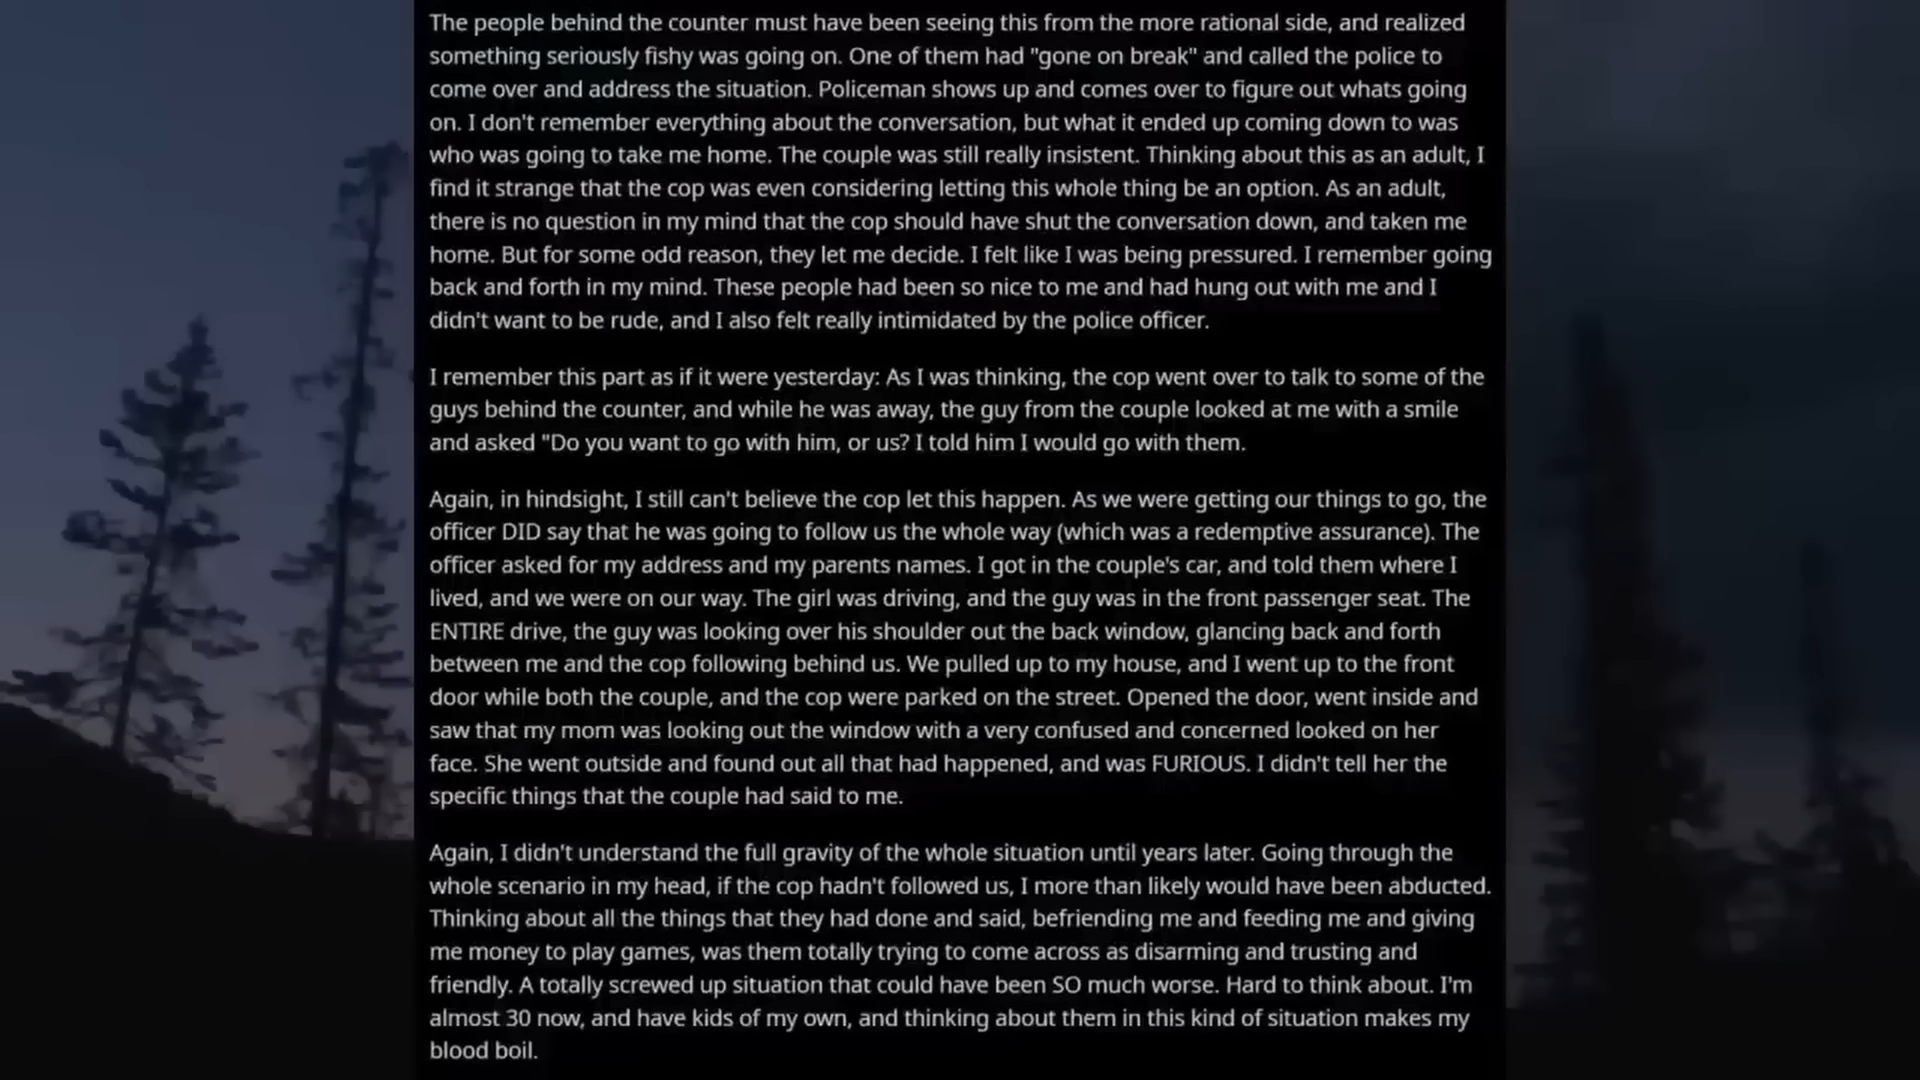 The people behind the counter must have been seeing this from the more rational side, and realized
something seriously fishy was going on. One of them had "gone on break" and called the police to
come over and address the situation. Policeman shows up and comes over to figure out whats going
on. I don't remember everything about the conversation, but what it ended up coming down to was
who was going to take me home. The couple was still really insistent. Thinking about this as an adult, I
find it strange that the cop was even considering letting this whole thing be an option. As an adult,
there is no question in my mind that the cop should have shut the conversation down, and taken me
home. But for some odd reason, they let me decide. I felt like I was being pressured. I remember going
back and forth in my mind. These people had been so nice to me and had hung out with me and I
didn't want to be rude, and I also felt really intimidated by the police officer.
I remember this part as if it were yesterday: As I was thinking, the cop went over to talk to some of the
guys behind the counter, and while he was away, the guy from the couple looked at me with a smile
and asked "Do you want to go with him, or us? I told him I would go with them.
Again, in hindsight, I still can't believe the cop let this happen. As we were getting our things to go, the
officer DID say that he was going to follow us the whole way (which was a redemptive assurance). The
officer asked for my address and my parents names. I got in the couple's car, and told them where I
lived, and we were on our way. The girl was driving, and the guy was in the front passenger seat. The
ENTIRE drive, the guy was looking over his shoulder out the back window, glancing back and forth
between me and the cop following behind us. We pulled up to my house, and I went up to the front
door while both the couple, and the cop were parked on the street. Opened the door, went inside and
saw that my mom was looking out the window with a very confused and concerned looked on her
face. She went outside and found out all that had happened, and was FURIOUS. I didn't tell her the
specific things that the couple had said to me.
Again, I didn't understand the full gravity of the whole situation until years later. Going through the
whole scenario in my head, if the cop hadn't followed us, I more than likely would have been abducted.
Thinking about all the things that they had done and said, befriending me and feeding me and giving
me money to play games, was them totally trying to come across as disarming and trusting and
friendly. A totally screwed up situation that could have been SO much worse. Hard to think about. I'm
almost 30 now, and have kids of my own, and thinking about them in this kind of situation makes my
blood boil.